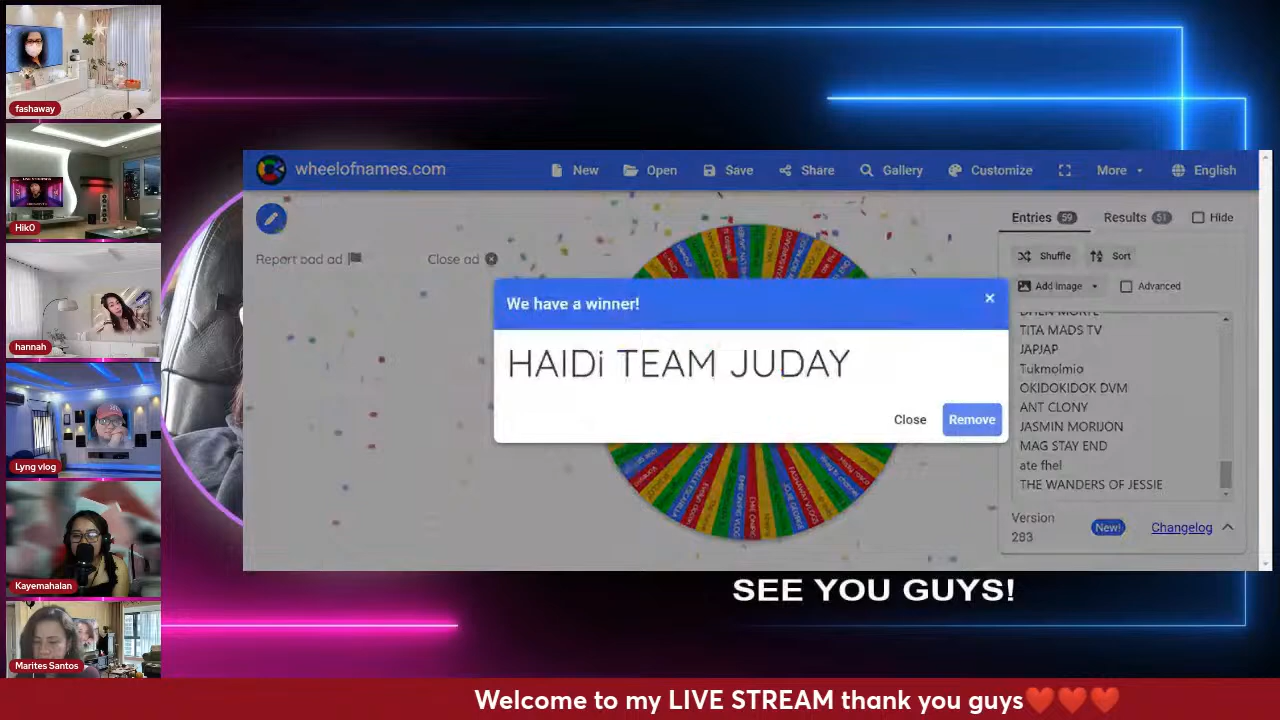 fashaway
Hik0
hannah
Lyng vlog
Kayemahalan
Marites Santos
wheelofnames.com
New
Open
Save
Share
Gallery
Customize
More
English
Report bad ad
Close ad
Entries 59
Results 51
Hide
Shuffle
Sort
Add image
Advanced
TITA MADS TV
JAPJAP
Tukmolmio
OKIDOKIDOK DVM
ANT CLONY
JASMIN MORIJON
MAG STAY END
ate fhel
THE WANDERS OF JESSIE
Version
283
New!
Changelog
We have a winner!
HAIDi TEAM JUDAY
Close
Remove
SEE YOU GUYS!
Welcome to my LIVE STREAM thank you guys❤️❤️❤️